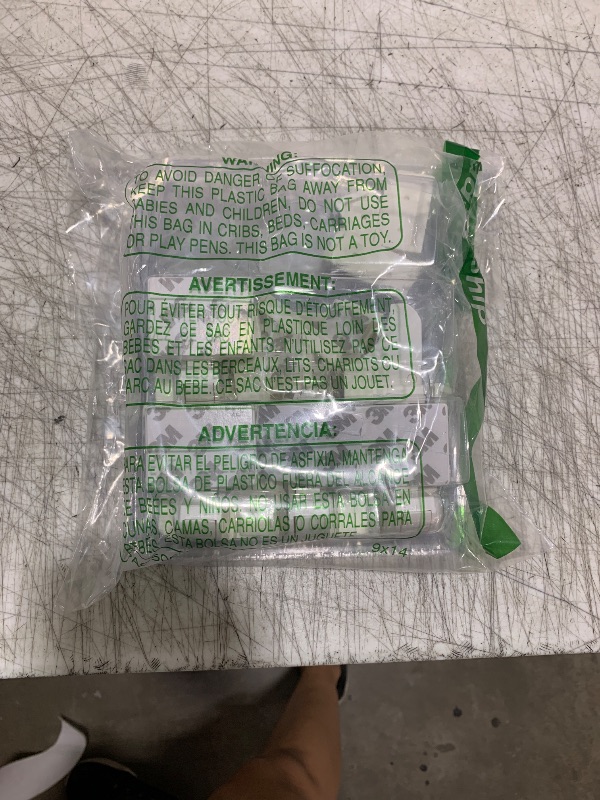 WARNING:
TO AVOID DANGER OF SUFFOCATION,
KEEP THIS PLASTIC BAG AWAY FROM
BABIES AND CHILDREN, DO NOT USE
THIS BAG IN CRIBS, BEDS, CARRIAGES
OR PLAY PENS. THIS BAG IS NOT A TOY.
AVERTISSEMENT:
POUR ÉVITER TOUT RISQUE D'ÉTOUFFEMENT,
GARDEZ CE SAC EN PLASTIQUE LOIN DES
BÉBÉS ET LES ENFANTS. N'UTILISEZ PAS CE
SAC DANS LES BERCEAUX, LITS, CHARIOTS OU
PARC AU BÉBÉ. CE SAC N'EST PAS UN JOUET.
3M 3M 3M
ADVERTENCIA:
PARA EVITAR EL PELIGRO DE ASFIXIA, MANTENGA
ESTA BOLSA DE PLASTICO FUERA DEL ALCANCE
DE BEBES Y NIÑOS. NO USAR ESTA BOLSA EN
CUNAS, CAMAS, CARRIOLAS O CORRALES PARA
BEBÉS. ESTA BOLSA NO ES UN JUGUETE.
9x14